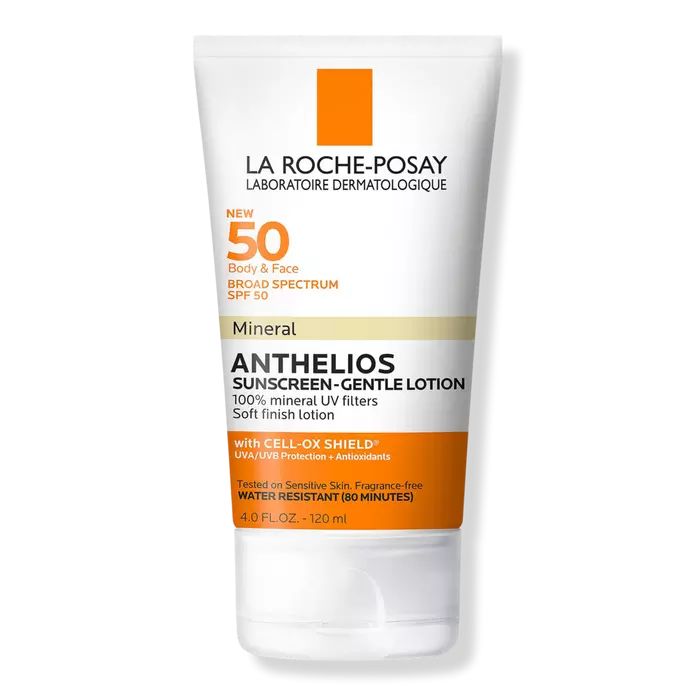 LA ROCHE-POSAY
LABORATOIRE DERMATOLOGIQUE
NEW
50
Body & Face
BROAD SPECTRUM
SPF 50
Mineral
ANTHELIOS
SUNSCREEN-GENTLE LOTION
100% mineral UV filters
Soft finish lotion
with CELL-OX SHIELD®
UVA/UVB Protection + Antioxidants
Tested on Sensitive Skin. Fragrance-free
WATER RESISTANT (80 MINUTES)
4.0 FL.OZ. - 120 ml